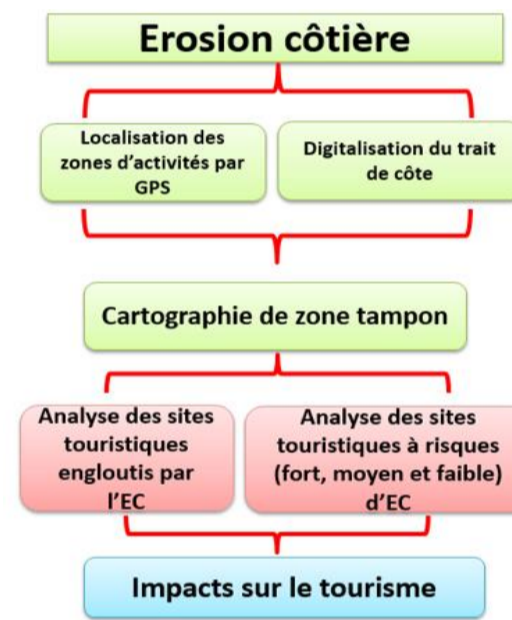 Erosion côtière
Localisation des
zones d'activités par
GPS
Digitalisation du trait
de côte
Cartographie de zone tampon
Analyse des sites
touristiques
engloutis par
l'EC
Analyse des sites
touristiques à risques
(fort, moyen et faible)
d'EC
Impacts sur le tourisme